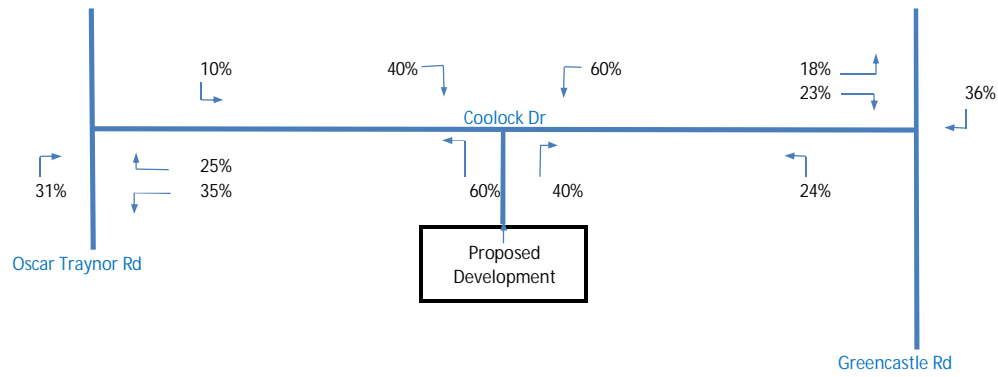 10%
40%
60%
18%
23%
36%
Coolock Dr
25%
31%
35%
60%
40%
24%
Proposed
Development
Oscar Traynor Rd
Greencastle Rd